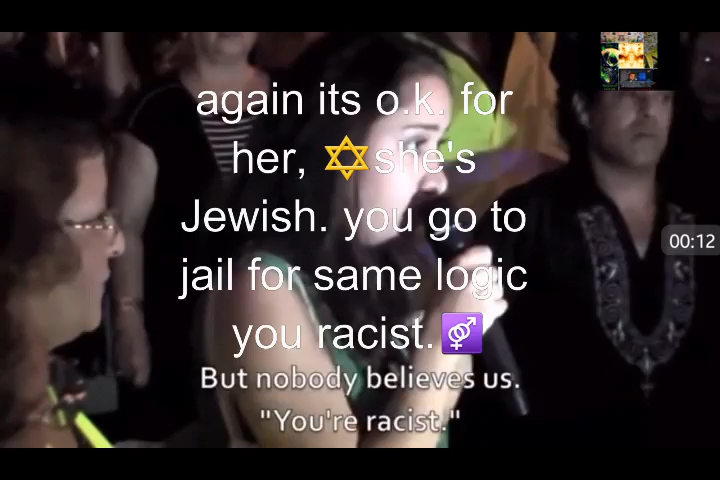 again its o.k. for
her, ✡she's
Jewish. you go to
jail for same logic
you racist.⚤
But nobody believes us.
"You're racist."
00:12